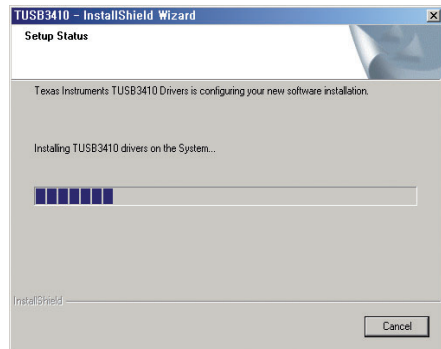 TUSB3410 - InstallShield Wizard
Setup Status
Texas Instruments TUSB3410 Drivers is configuring your new software installation.
Installing TUSB3410 drivers on the System...
InstallShield
Cancel